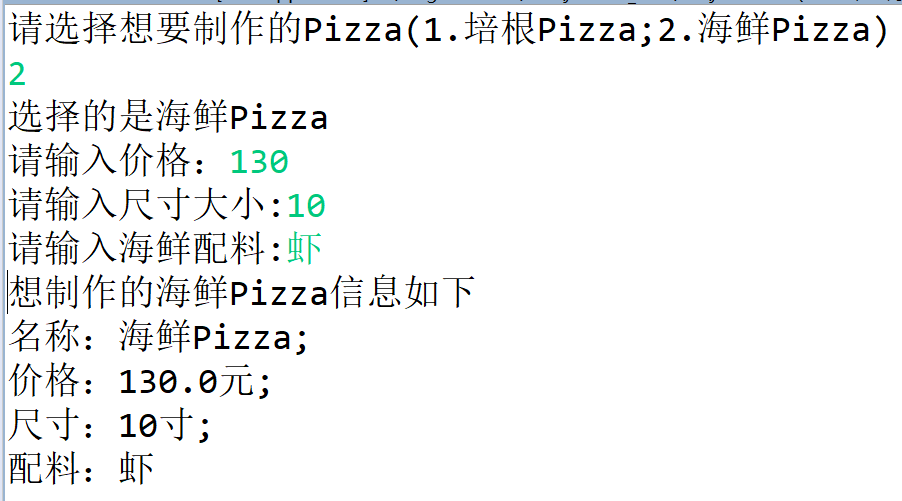 请选择想要制作的Pizza(1.培根Pizza;2.海鲜Pizza)
2
选择的是海鲜Pizza
请输入价格：130
请输入尺寸大小:10
请输入海鲜配料:虾
想制作的海鲜Pizza信息如下
名称：海鲜Pizza;
价格：130.0元;
尺寸：10寸;
配料：虾